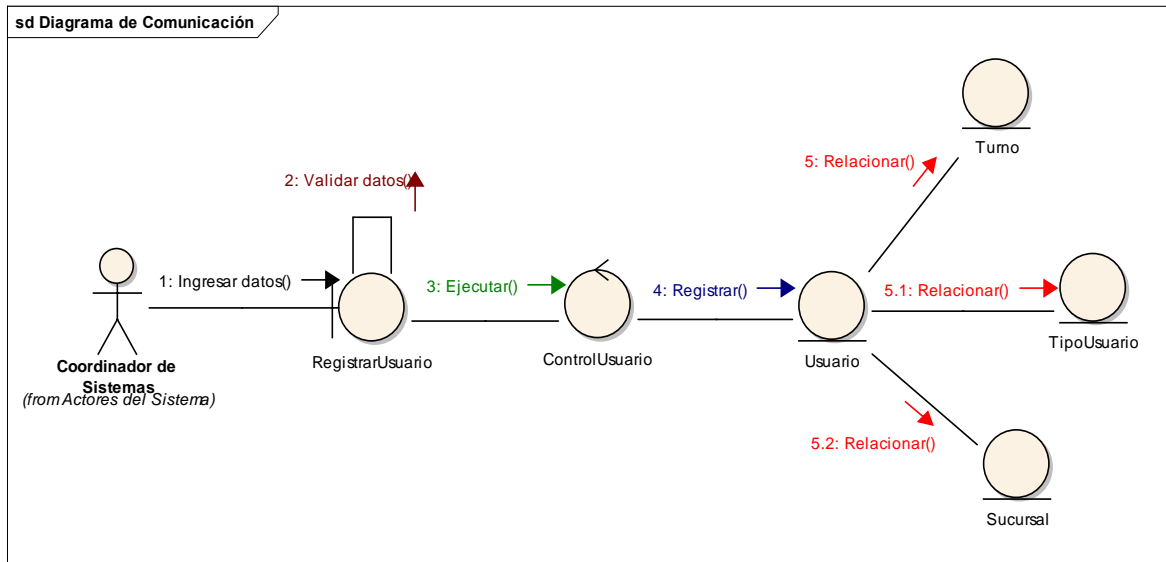 sd Diagrama de Comunicación
Turno
5: Relacionar()
2: Validar datos()
1: Ingresar datos()
3: Ejecutar()
4: Registrar()
5.1: Relacionar()
TipoUsuario
RegistrarUsuario
ControlUsuario
Usuario
Coordinador de
Sistemas
(from Actores del Sistema)
5.2: Relacionar()
Sucursal